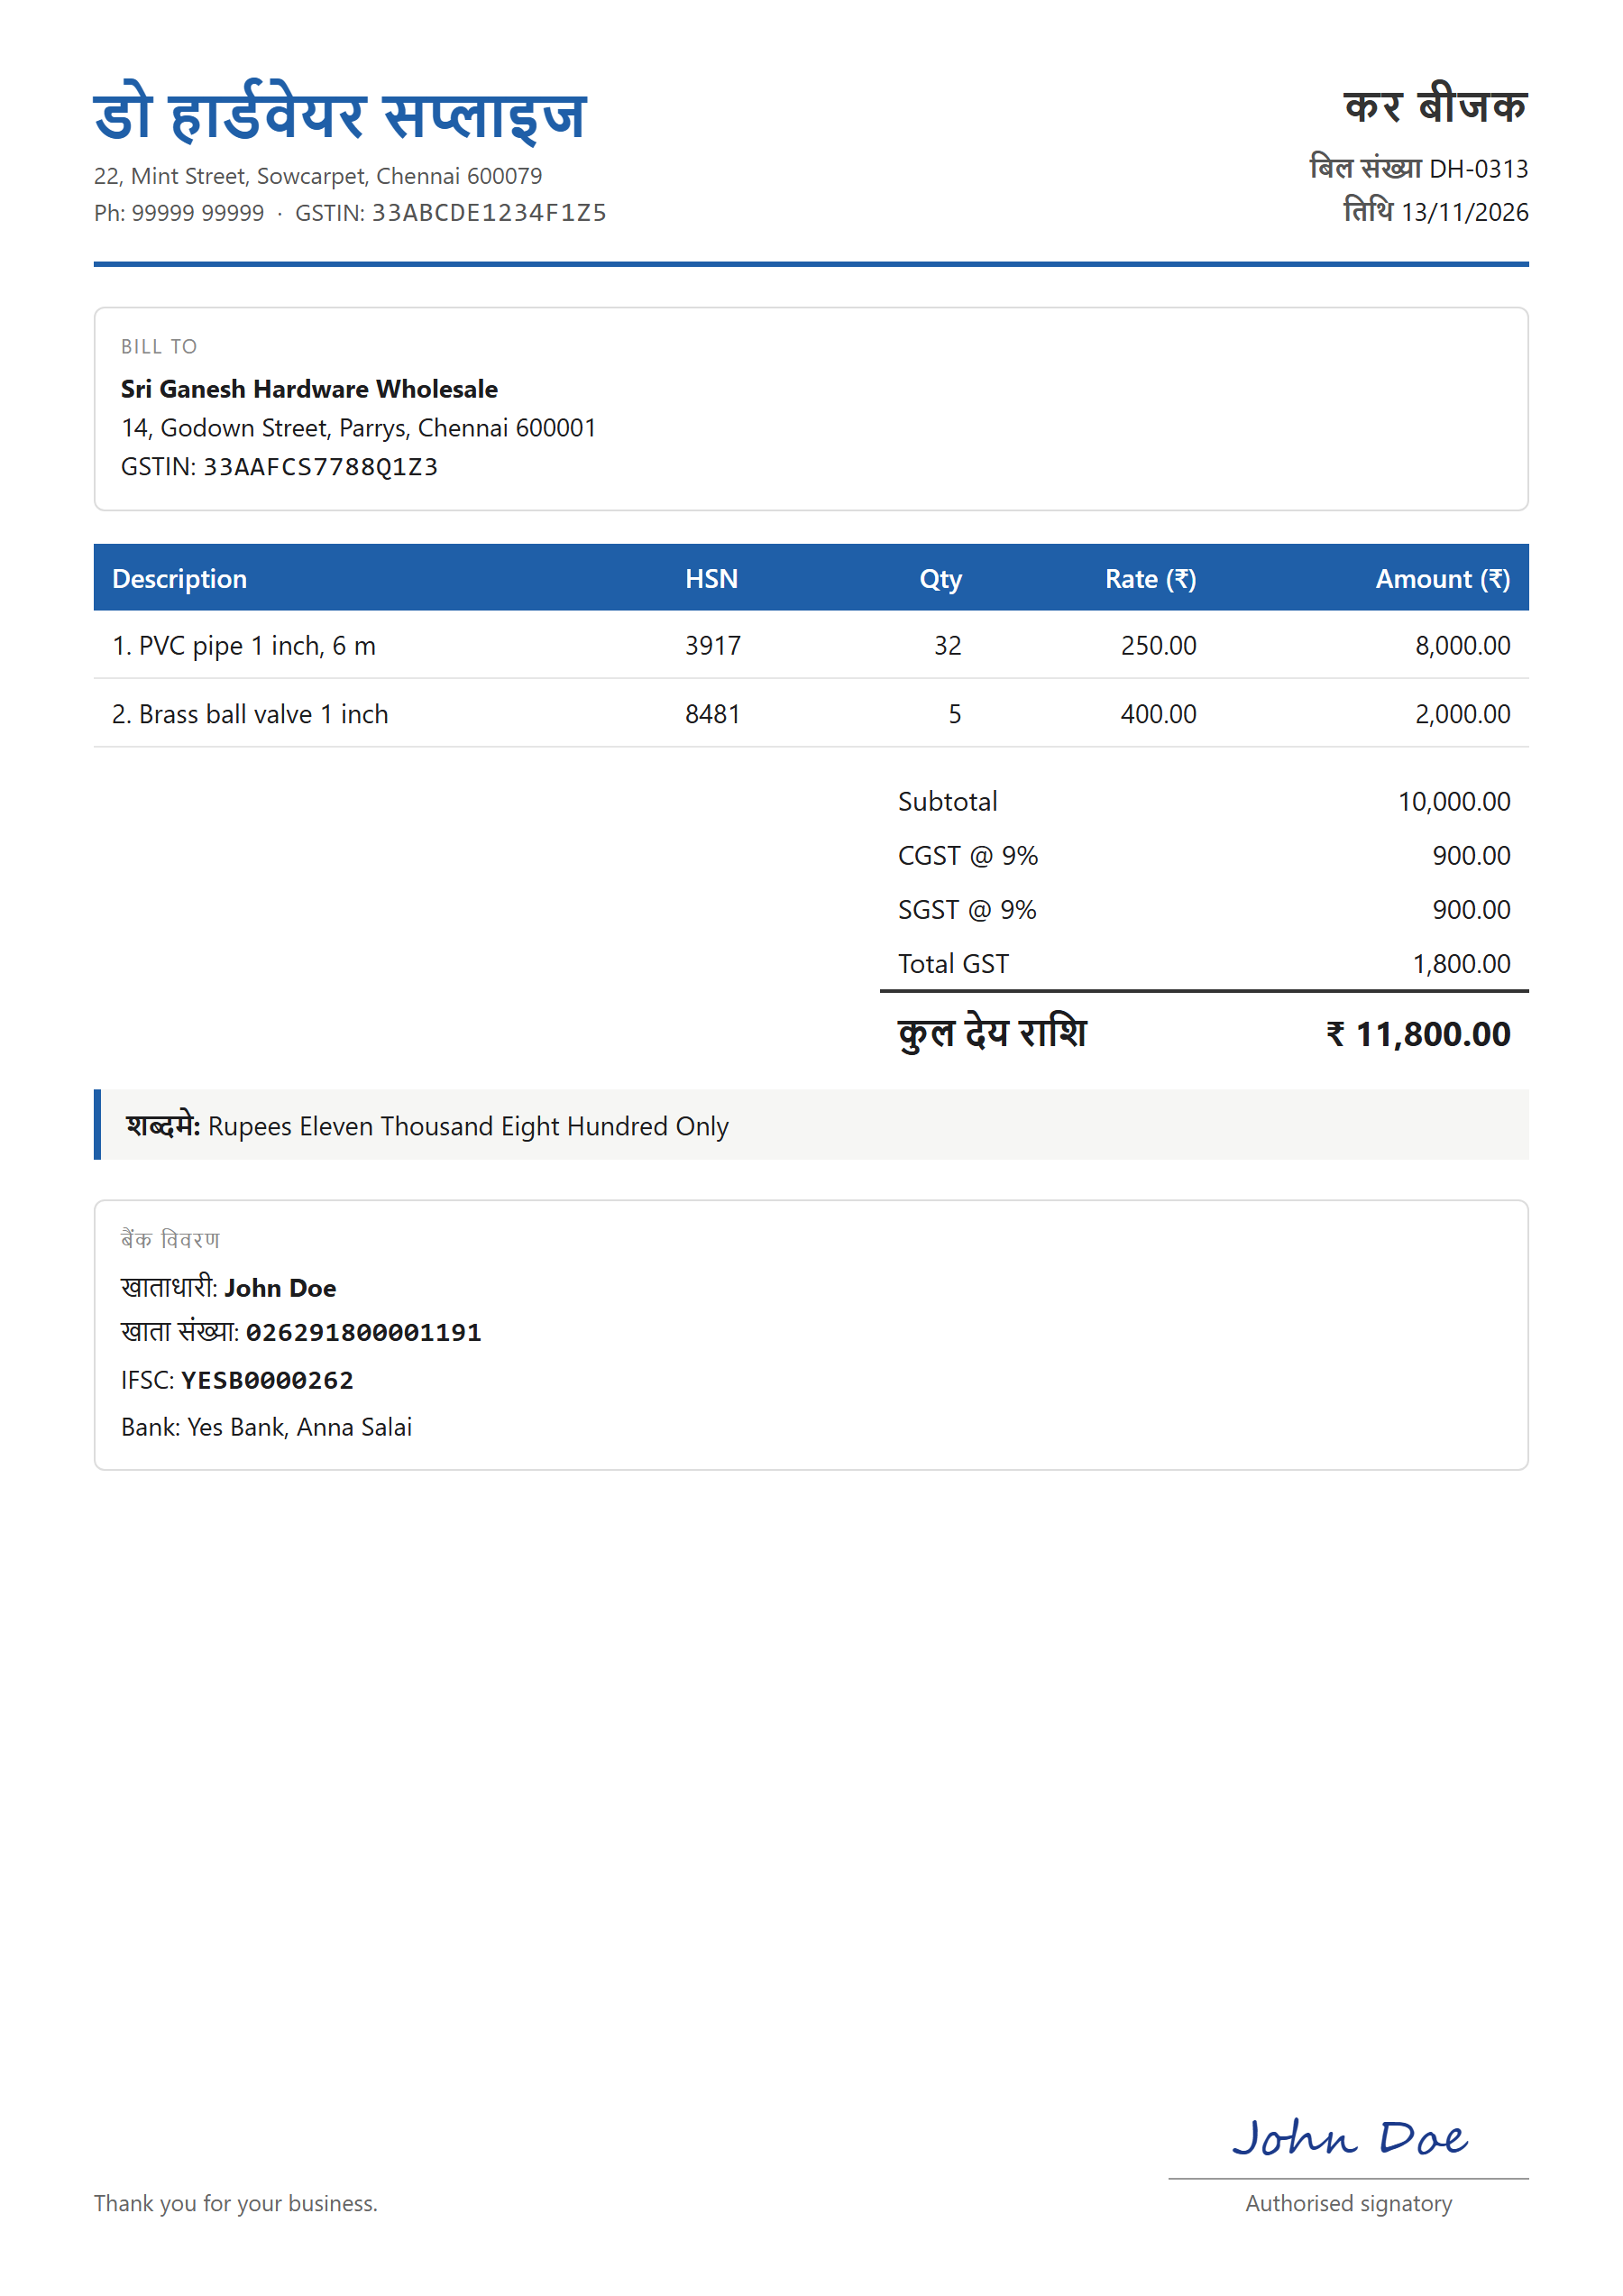 डो हार्डवेयर सप्लाइज
22, Mint Street, Sowcarpet, Chennai 600079
Ph: 99999 99999 · GSTIN: 33ABCDE1234F1Z5
कर बीजक
बिल संख्या DH-0313
तिथि 13/11/2026
BILL TO
Sri Ganesh Hardware Wholesale
14, Godown Street, Parrys, Chennai 600001
GSTIN: 33AAFCS7788Q1Z3
Description HSN Qty Rate (₹) Amount (₹)
1. PVC pipe 1 inch, 6 m 3917 32 250.00 8,000.00
2. Brass ball valve 1 inch 8481 5 400.00 2,000.00
Subtotal 10,000.00
CGST @ 9% 900.00
SGST @ 9% 900.00
Total GST 1,800.00
कुल देय राशि ₹ 11,800.00
शब्दमे: Rupees Eleven Thousand Eight Hundred Only
बैंक विवरण
खाताधारी: John Doe
खाता संख्या: 026291800001191
IFSC: YESB0000262
Bank: Yes Bank, Anna Salai
John Doe
Thank you for your business.
Authorised signatory